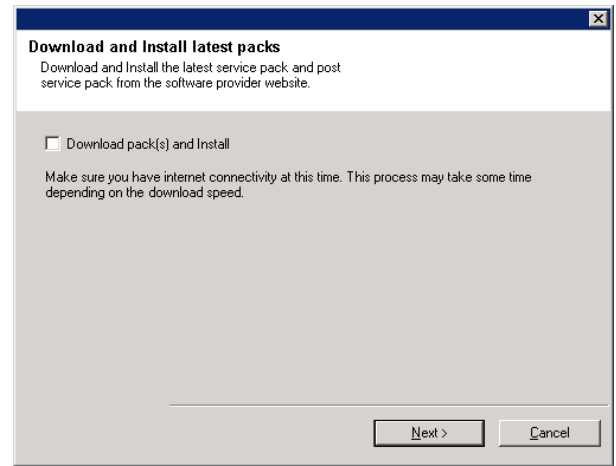 Download and Install latest packs
Download and Install the latest service pack and post
service pack from the software provider website.
Download pack(s) and Install
Make sure you have internet connectivity at this time. This process may take some time
depending on the download speed.
Next >
Cancel